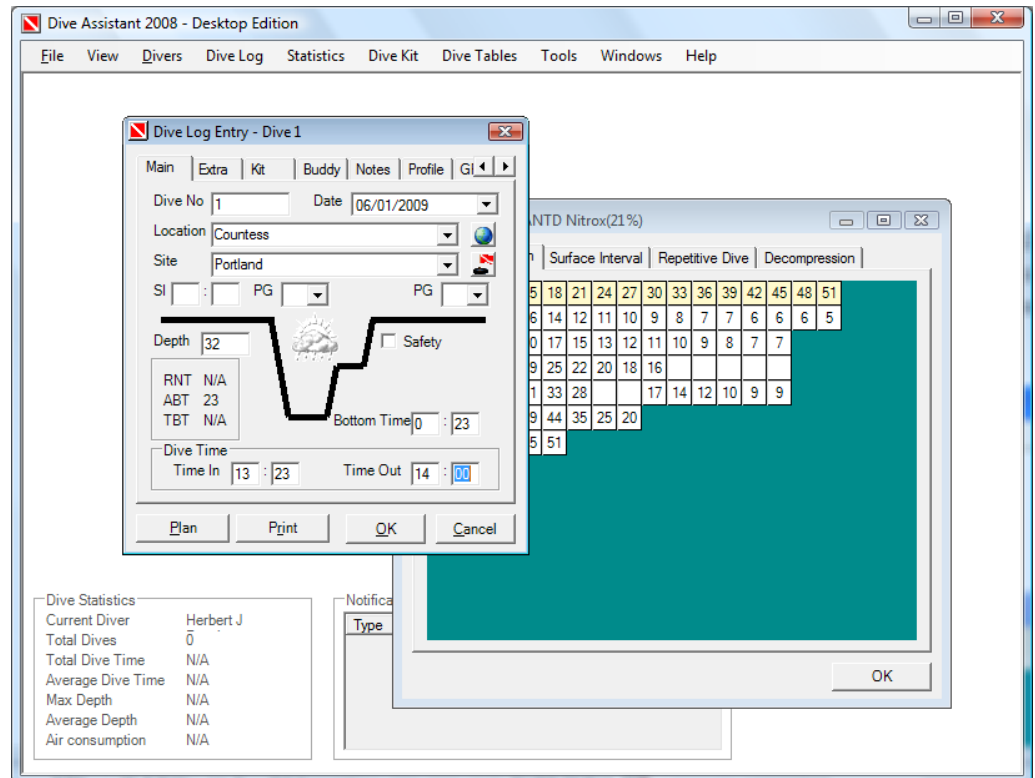 Dive Assistant 2008 - Desktop Edition
File View Divers Dive Log Statistics Dive Kit Dive Tables Tools Windows Help
Dive Log Entry - Dive 1
Main Extra Kit Buddy Notes Profile
Dive No 1 Date 06/01/2009
Location Countess
Site Portland
SI : PG PG
Depth 32 Safety
RNT N/A
ABT 23
TBT N/A
Bottom Time 0 : 23
Dive Time
Time In 13 : 23 Time Out 14 : 00
Plan Print OK Cancel
Nitrox(21%)
Surface Interval Repetitive Dive Decompression
18 21 24 27 30 33 36 39 42 45 48 51
14 12 11 10 9 8 7 7 6 6 6 5
17 15 13 12 11 10 9 8 7 7
25 22 20 18 16
33 28 17 14 12 10 9 9
44 35 25 20
51
OK
Dive Statistics
Current Diver Herbert J
Total Dives 0
Total Dive Time N/A
Average Dive Time N/A
Max Depth N/A
Average Depth N/A
Air consumption N/A
Type